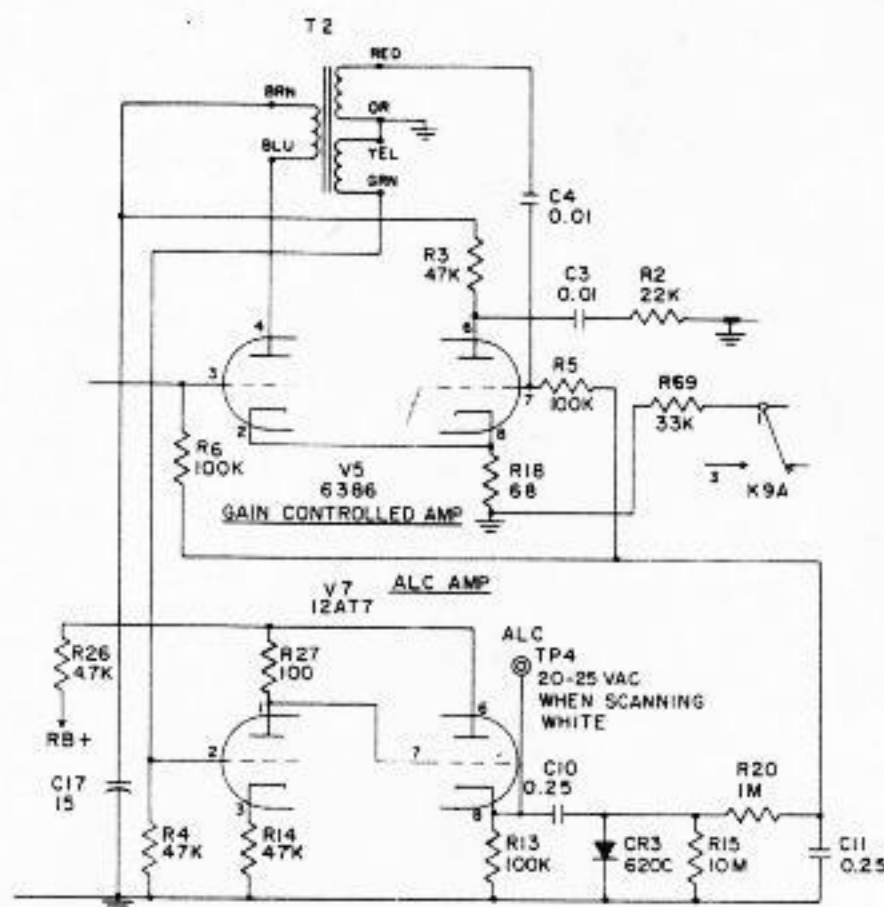 T2
RED
BRN
OR
BLU
YEL
GRN
C4
0.01
R3
47K
C3
0.01
R2
22K
4
6
3
R5
100K
7
R69
33K
1
2
8
R6
100K
V5
6386
R18
68
3
K9A
GAIN CONTROLLED AMP
V7
12AT7
ALC AMP
R26
47K
R27
100
ALC
TP4
20-25 VAC
WHEN SCANNING
WHITE
RB+
1
6
2
7
C10
0.25
R20
1M
C17
15
3
8
R4
47K
R14
47K
R13
100K
CR3
620C
R15
10M
C11
0.25